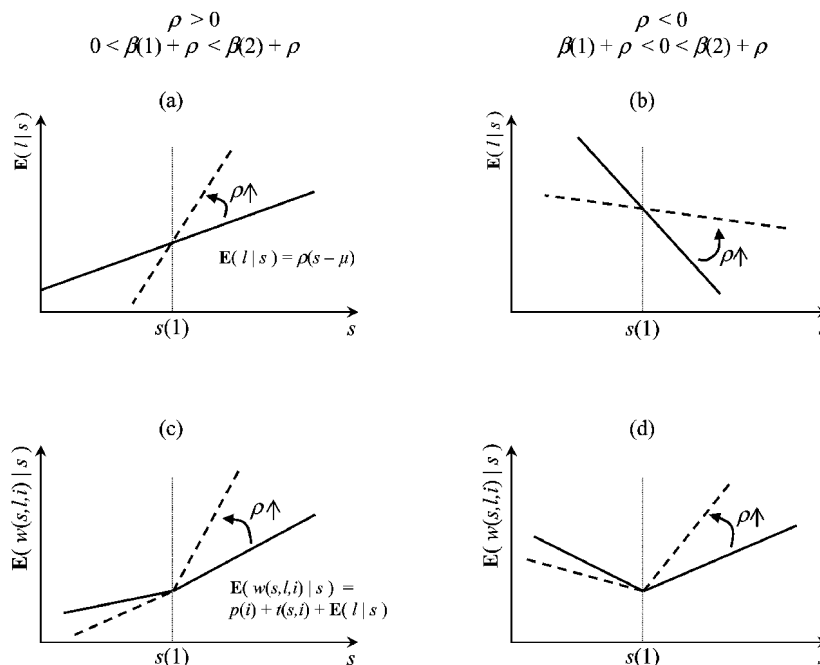 ρ > 0
0 < β(1) + ρ < β(2) + ρ
ρ < 0
β(1) + ρ < 0 < β(2) + ρ
(a)
E( l | s )
ρ↑
E( l | s ) = ρ(s – μ)
s(1)
s
(b)
E( l | s )
ρ↑
s(1)
(c)
E( w(s,l,i) | s )
ρ↑
E( w(s,l,i) | s ) =
p(i) + t(s,i) + E( l | s )
s(1)
s
(d)
E( w(s,l,i) | s )
ρ↑
s(1)